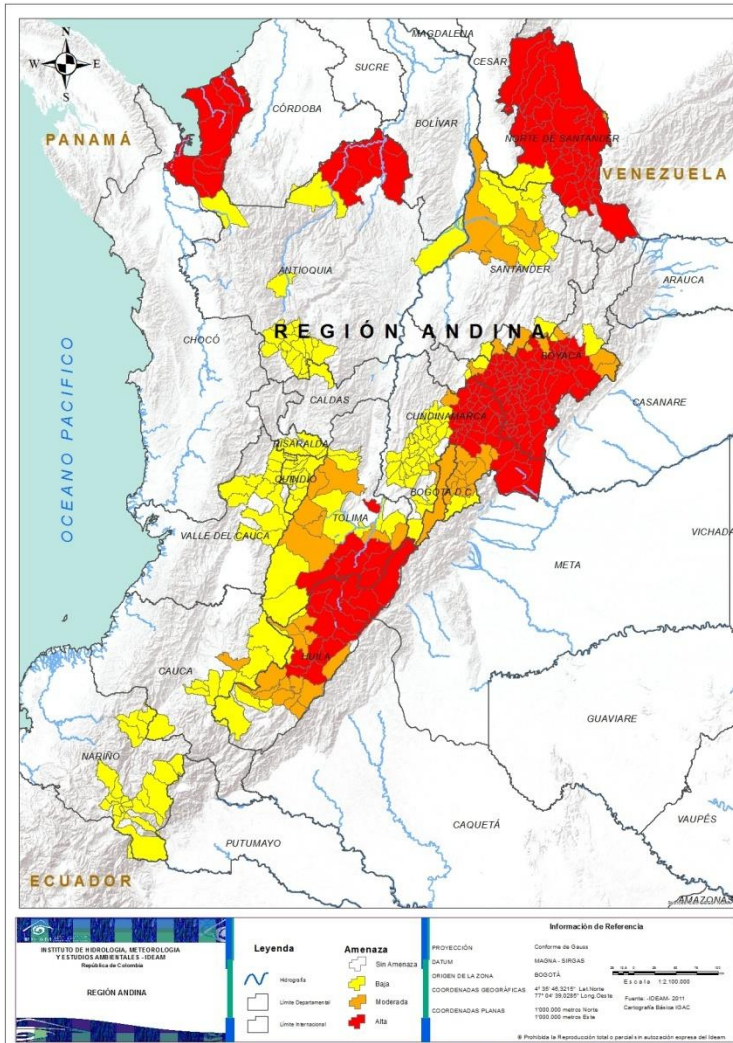 MAGDALENA
CESAR
SUCRE
N
W E
S
CÓRDOBA
BOLÍVAR
NORTE DE SANTANDER
PANAMÁ
VENEZUELA
ANTIOQUIA
SANTANDER
ARAUCA
REGIÓN ANDINA
CHOCÓ
BOYACA
OCEANO PACIFICO
CALDAS
CUNDINAMARCA
CASANARE
RISARALDA
QUINDIO
BOGOTÁ D.C.
TOLIMA
VALLE DEL CAUCA
VICHADA
META
HUILA
CAUCA
GUAVIARE
NARIÑO
CAQUETÁ
VAUPÉS
PUTUMAYO
ECUADOR
AMAZONAS
INSTITUTO DE HIDROLOGIA, METEOROLOGIA
Y ESTUDIOS AMBIENTALES - IDEAM
República de Colombia
REGIÓN ANDINA
Leyenda
Hidrografía
Límite Departamental
Límite Internacional
Amenaza
Sin Amenaza
Baja
Moderada
Alta
Información de Referencia
PROYECCIÓN Conforme de Gauss
DATUM MAGNA - SIRGAS
ORIGEN DE LA ZONA BOGOTÁ
COORDENADAS GEOGRÁFICAS 4° 35' 46,3215" Lat.Norte
77° 04' 39,0285" Long.Oeste
COORDENADAS PLANAS 1'000.000 metros Norte
1'000.000 metros Este
Escala 1:2.100.000
Fuente: -IDEAM- 2011
Cartografía Básica IGAC
® Prohibida la Reproducción total o parcial sin autorización expresa del Ideam